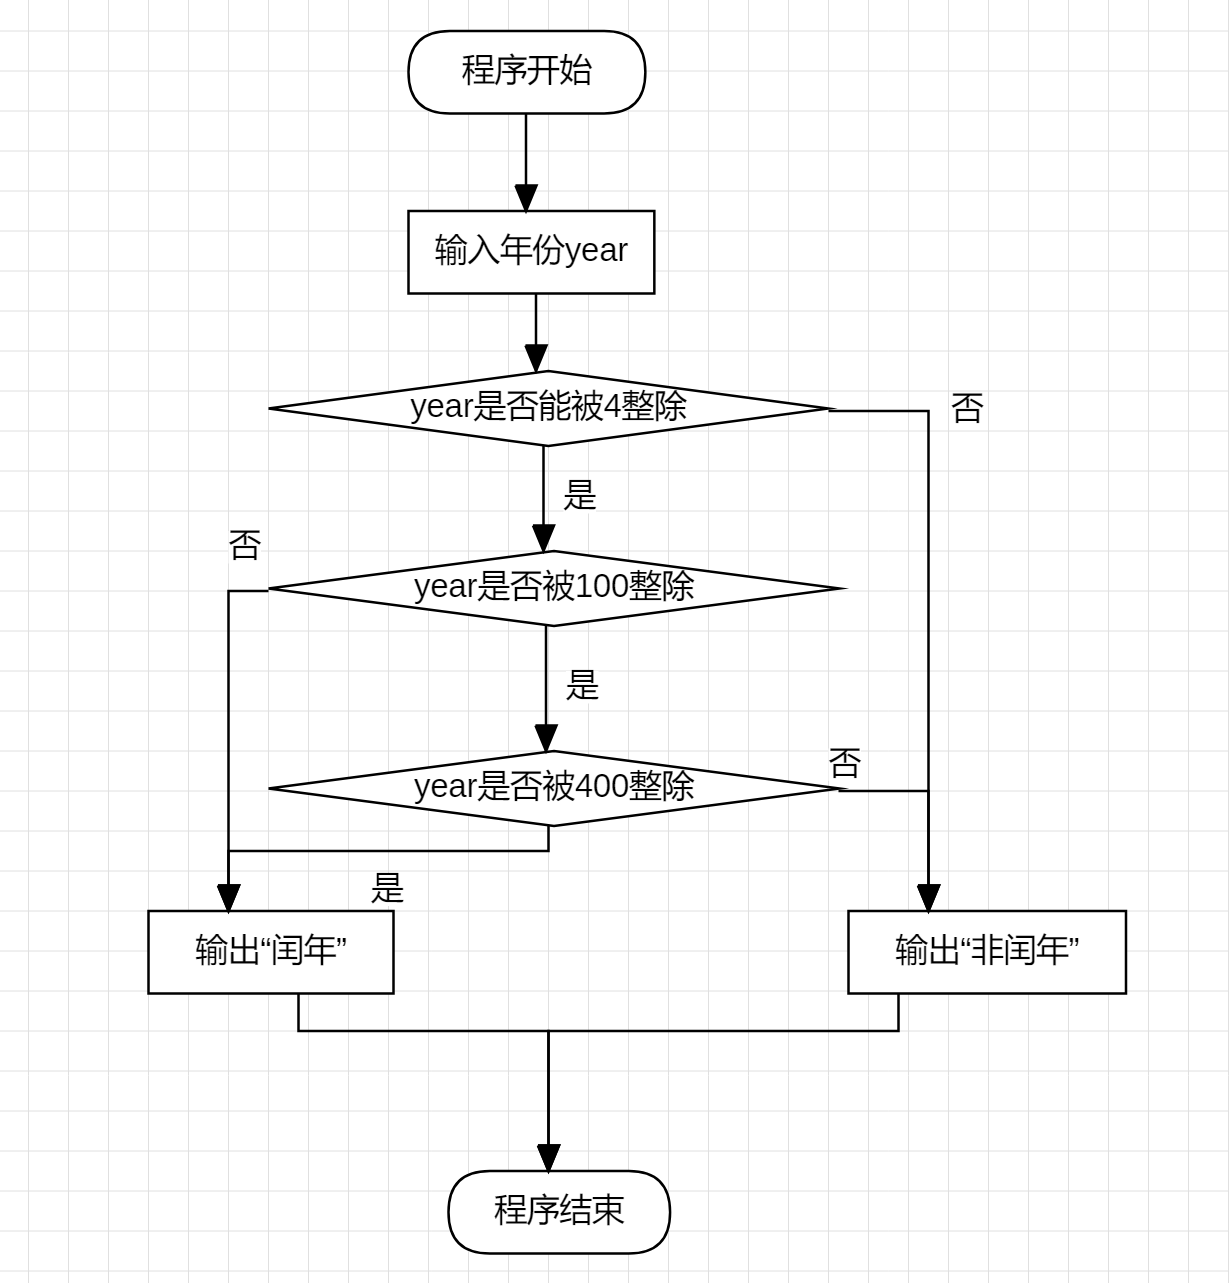 程序开始
输入年份year
year是否能被4整除
否
是
否
year是否被100整除
是
否
year是否被400整除
是
输出“闰年”
输出“非闰年”
程序结束